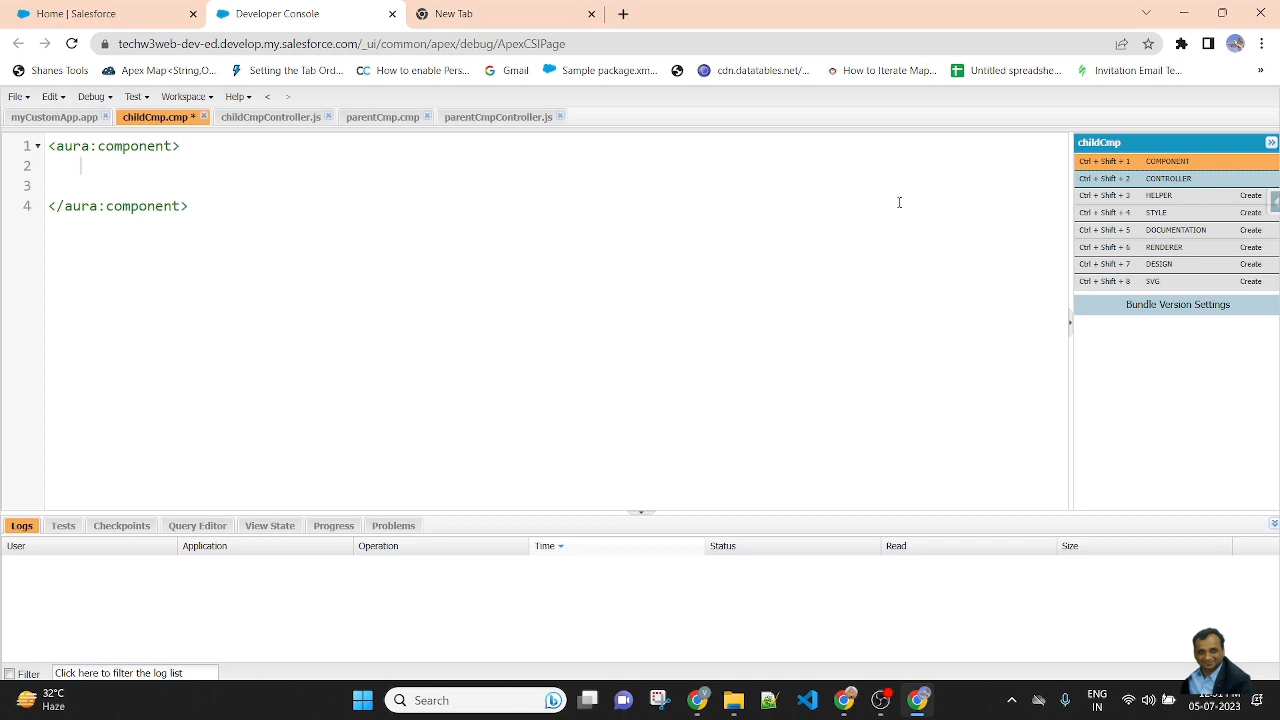 Home | Salesforce
Developer Console
New Tab
techw3web-dev-ed.develop.my.salesforce.com/_ui/common/apex/debug/ApexCSIPage
Shanes Tools
Apex Map<String,O...
Setting the Tab Ord...
CC How to enable Pers...
Gmail
Sample package.xm...
cdn.datatables.net/...
How to Iterate Map...
Untitled spreadshe...
Invitation Email Te...
»
File Edit Debug Test Workspace Help < >
myCustomApp.app
childCmp.cmp *
childCmpController.js
parentCmp.cmp
parentCmpController.js
1 <aura:component>
2
3
4 </aura:component>
childCmp
Ctrl + Shift + 1 COMPONENT
Ctrl + Shift + 2 CONTROLLER
Ctrl + Shift + 3 HELPER Create
Ctrl + Shift + 4 STYLE Create
Ctrl + Shift + 5 DOCUMENTATION Create
Ctrl + Shift + 6 RENDERER Create
Ctrl + Shift + 7 DESIGN Create
Ctrl + Shift + 8 SVG Create
Bundle Version Settings
Logs Tests Checkpoints Query Editor View State Progress Problems
User Application Operation Time Status Read Size
Filter Click here to filter the log list
32°C
Haze
Search
ENG
IN
05-07-2023